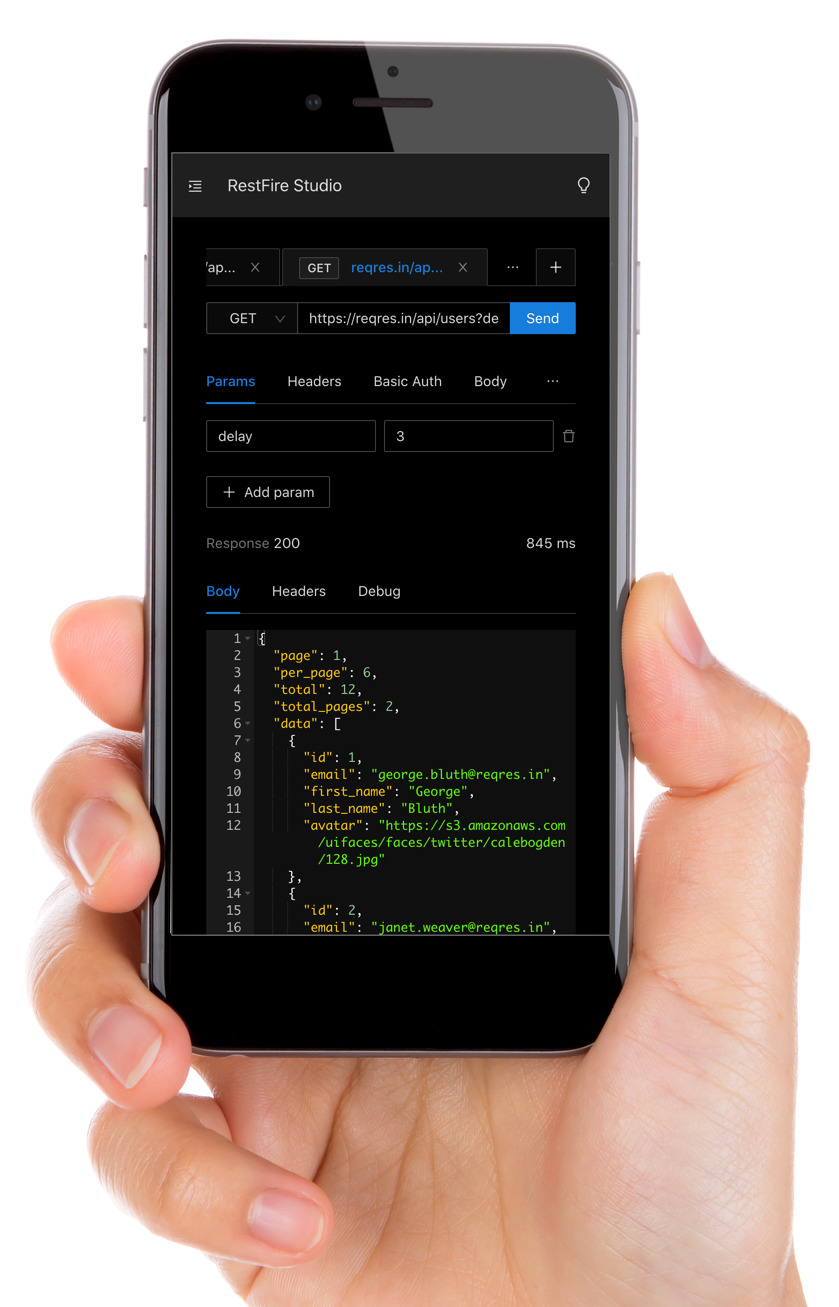 RestFire Studio
'ap... GET reqres.in/ap... ...
GET https://reqres.in/api/users?de Send
Params Headers Basic Auth Body ...
delay 3
+ Add param
Response 200 845 ms
Body Headers Debug
1 {
2 "page": 1,
3 "per_page": 6,
4 "total": 12,
5 "total_pages": 2,
6 "data": [
7 {
8 "id": 1,
9 "email": "george.bluth@reqres.in",
10 "first_name": "George",
11 "last_name": "Bluth",
12 "avatar": "https://s3.amazonaws.com
/uifaces/faces/twitter/calebogden
/128.jpg"
13 },
14 {
15 "id": 2,
16 "email": "janet.weaver@reqres.in",